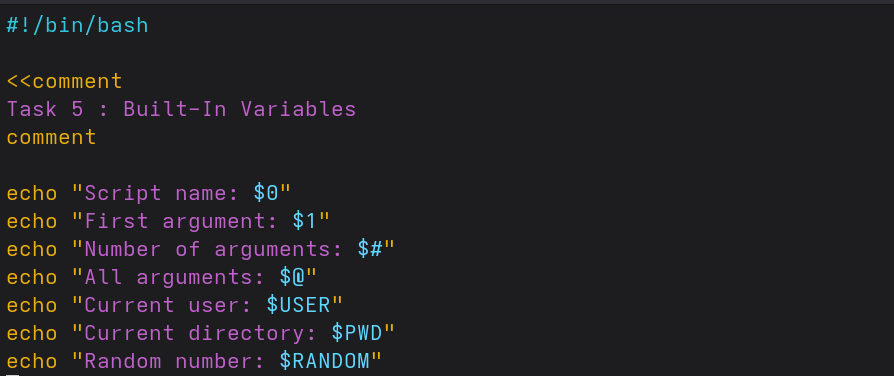 #!/bin/bash
<<comment
Task 5 : Built-In Variables
comment
echo "Script name: $0"
echo "First argument: $1"
echo "Number of arguments: $#"
echo "All arguments: $@"
echo "Current user: $USER"
echo "Current directory: $PWD"
echo "Random number: $RANDOM"